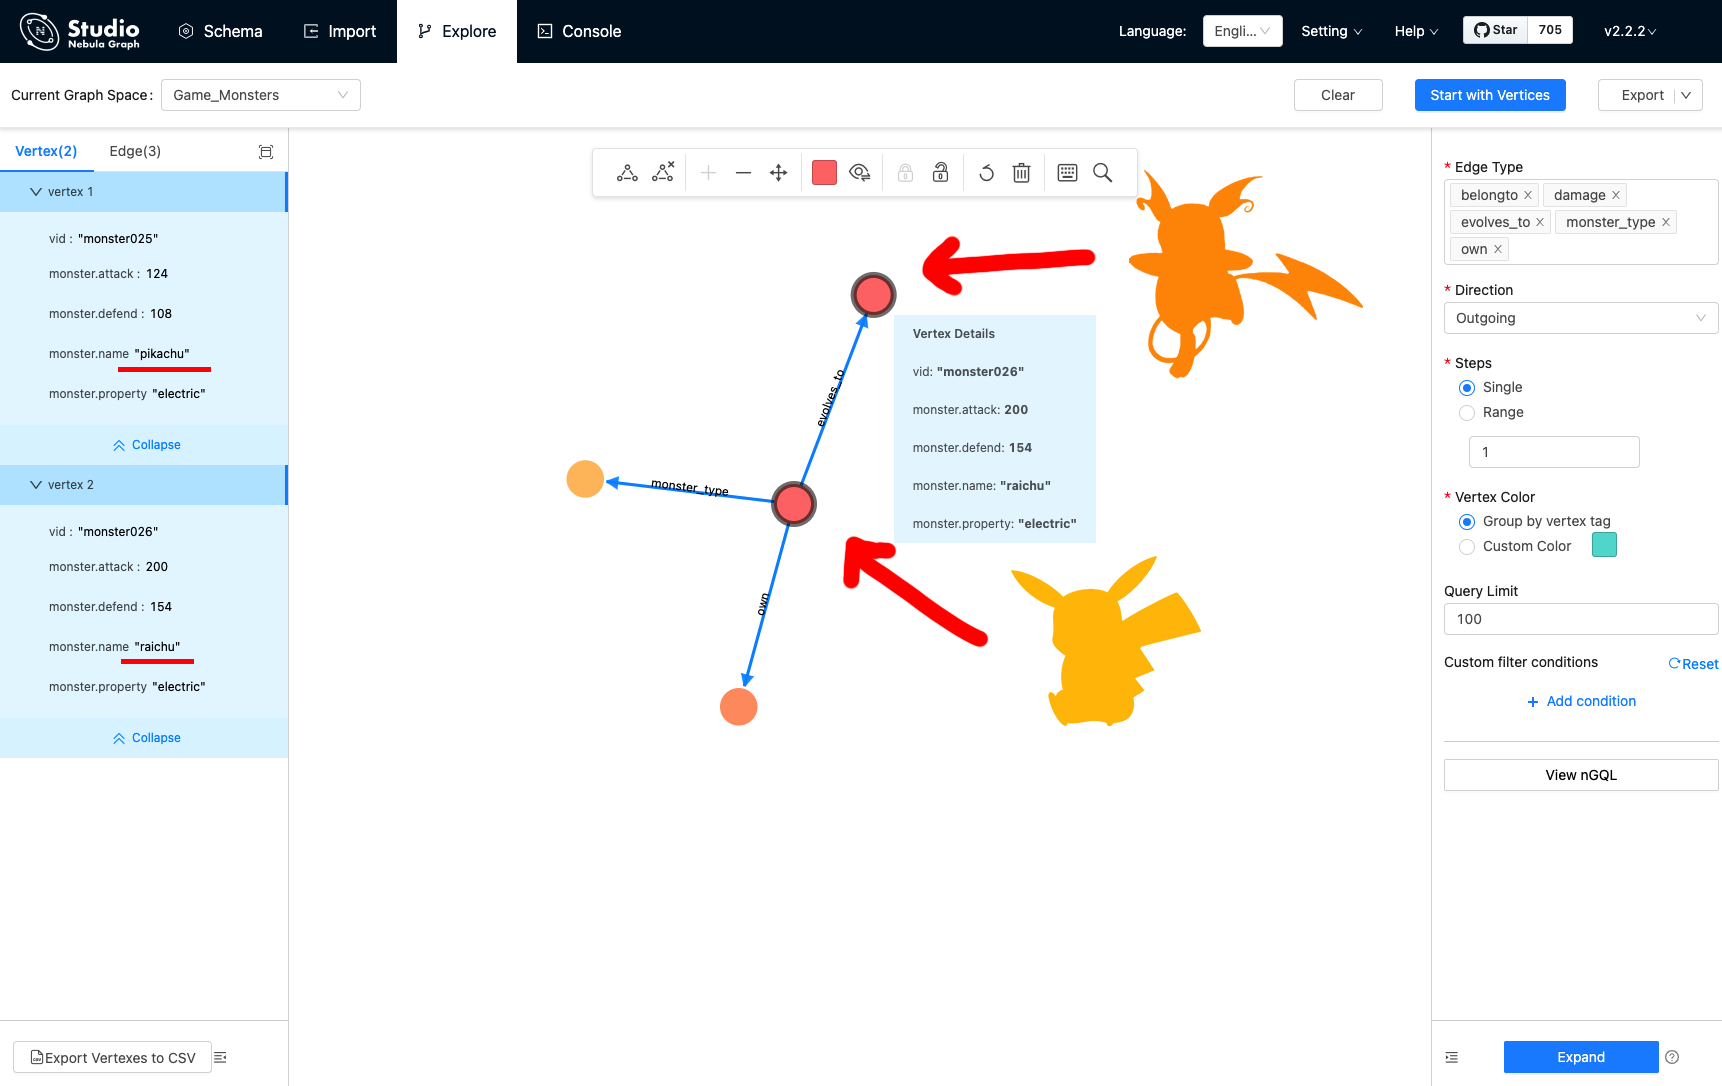 Studio
Nebula Graph
Schema
Import
Explore
Console
Language:
Engli...
Setting
Help
Star
705
v2.2.2
Current Graph Space:
Game_Monsters
Clear
Start with Vertices
Export
Vertex(2)
Edge(3)
vertex 1
vid : "monster025"
monster.attack : 124
monster.defend : 108
monster.name "pikachu"
monster.property "electric"
Collapse
vertex 2
vid : "monster026"
monster.attack : 200
monster.defend : 154
monster.name "raichu"
monster.property "electric"
Collapse
Export Vertexes to CSV
evolves_to
monster_type
own
Vertex Details
vid: "monster026"
monster.attack: 200
monster.defend: 154
monster.name: "raichu"
monster.property: "electric"
* Edge Type
belongto
damage
evolves_to
monster_type
own
* Direction
Outgoing
* Steps
Single
Range
1
* Vertex Color
Group by vertex tag
Custom Color
Query Limit
100
Custom filter conditions
Reset
+ Add condition
View nGQL
Expand